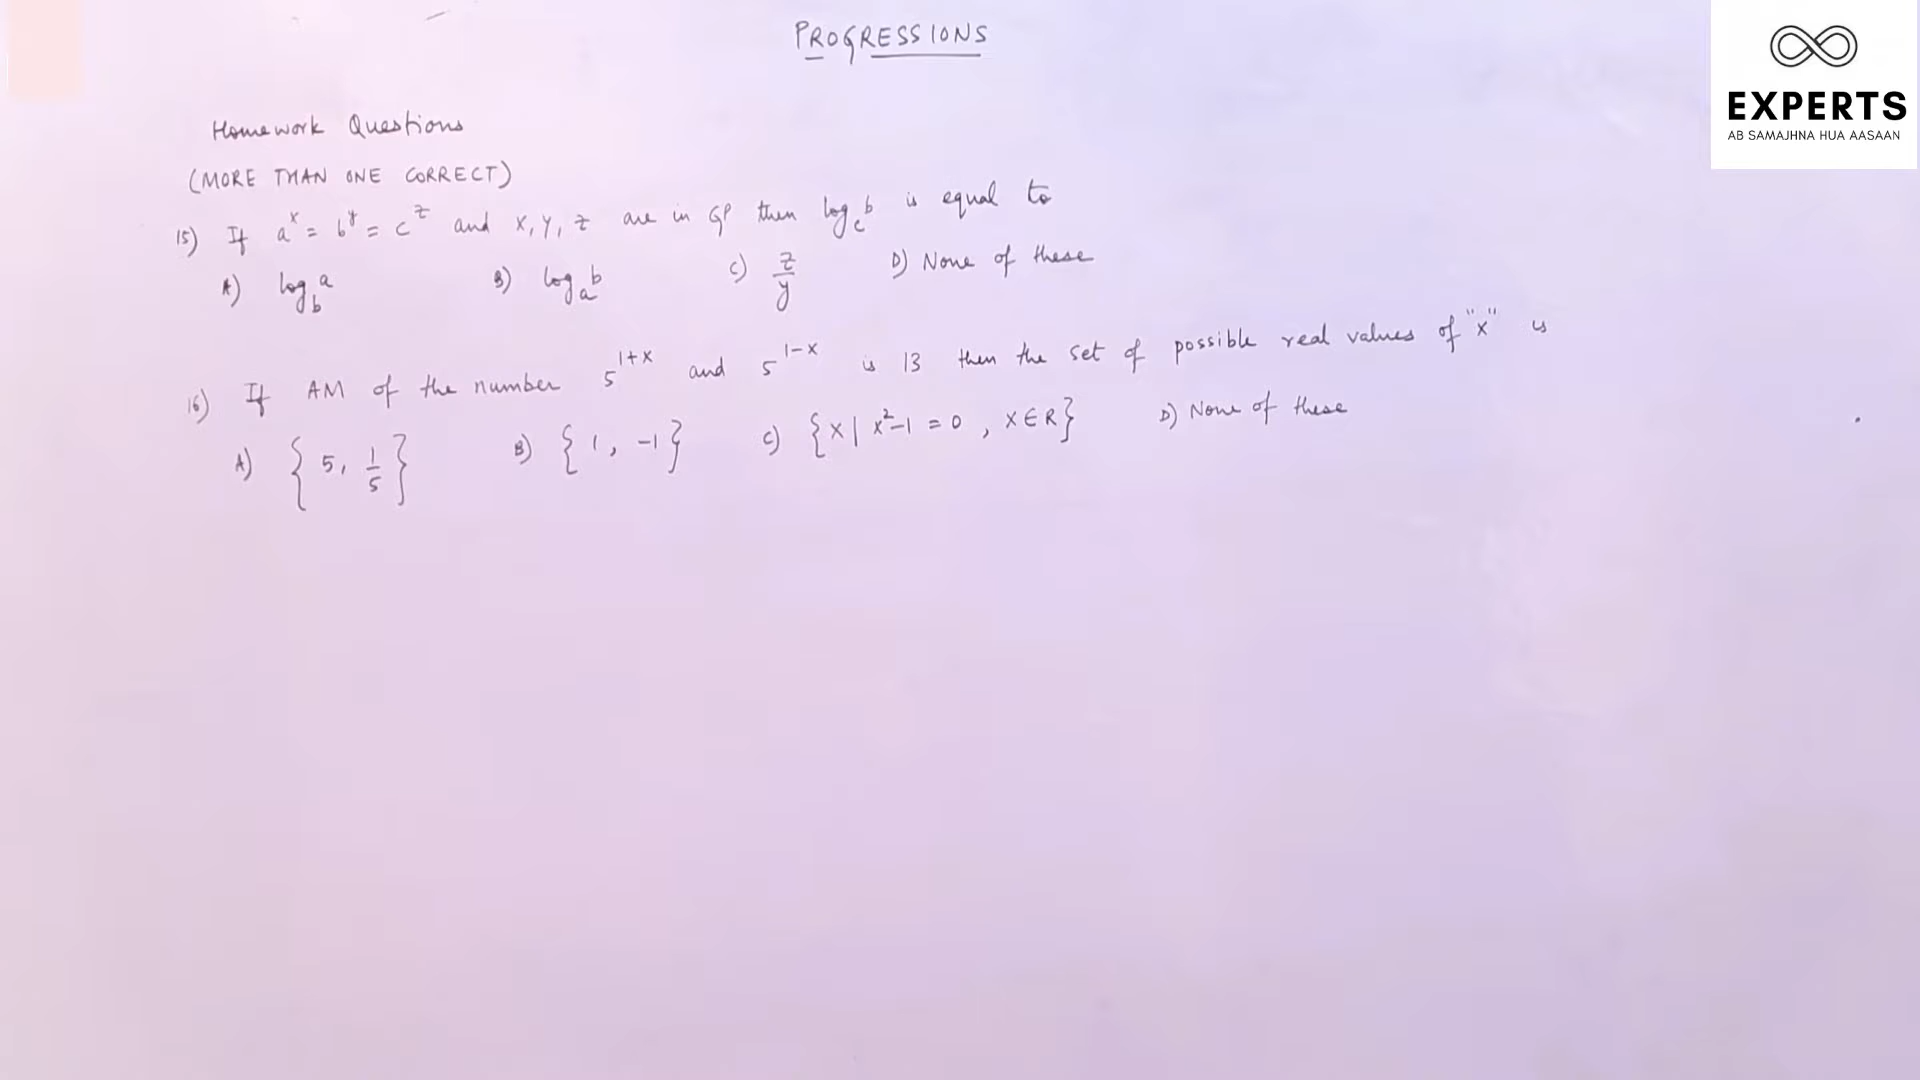 PROGRESSIONS
EXPERTS
AB SAMAJHNA HUA AASAAN
Homework Questions
(MORE THAN ONE CORRECT)
15) If a^x = b^y = c^z and x, y, z are in GP then log_c b is equal to
A) log_b a B) log_a b C) z/y D) None of these
16) If AM of the number 5^(1+x) and 5^(1-x) is 13 then the set of possible real values of "x" is
A) {5, 1/5} B) {1, -1} C) {x | x²-1 = 0, x∈R} D) None of these